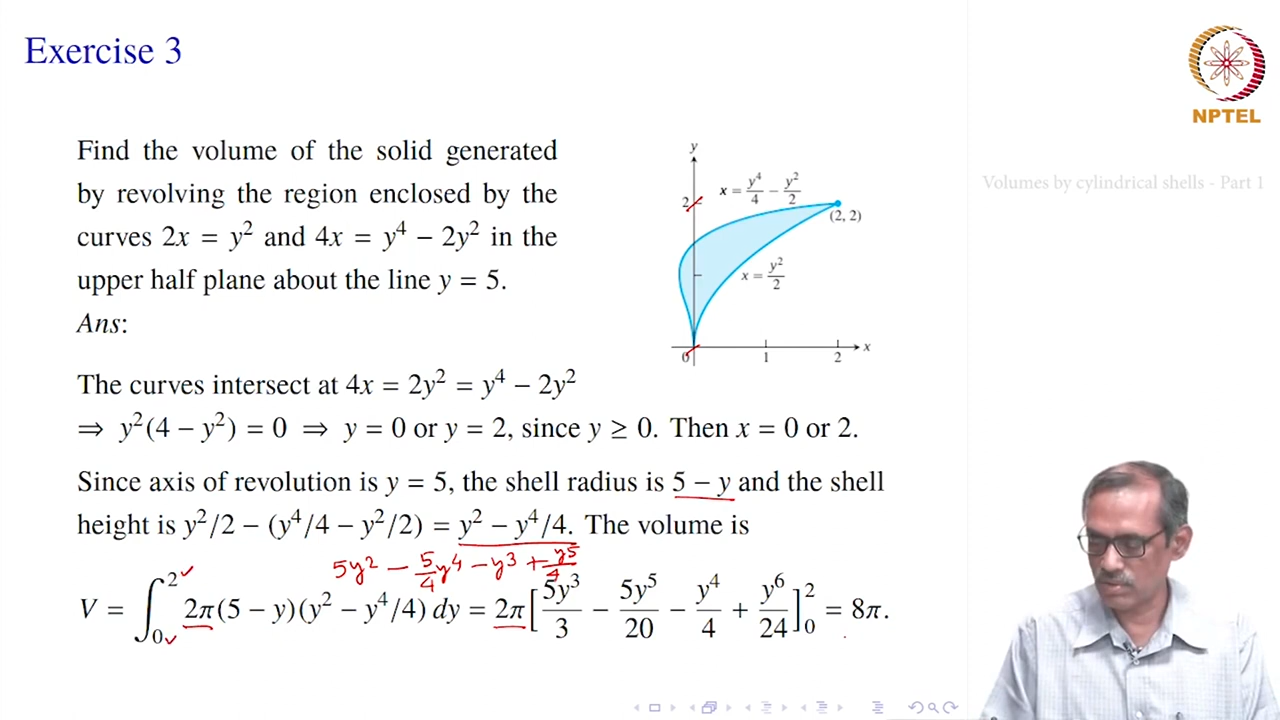 Exercise 3
NPTEL
Volumes by cylindrical shells - Part 1
Find the volume of the solid generated
by revolving the region enclosed by the
curves 2x = y² and 4x = y⁴ − 2y² in the
upper half plane about the line y = 5.
Ans:
y
x = y⁴/4 − y²/2
2
(2, 2)
x = y²/2
0 1 2 x
The curves intersect at 4x = 2y² = y⁴ − 2y²
⇒ y²(4 − y²) = 0 ⇒ y = 0 or y = 2, since y ≥ 0. Then x = 0 or 2.
Since axis of revolution is y = 5, the shell radius is 5 − y and the shell
height is y²/2 − (y⁴/4 − y²/2) = y² − y⁴/4. The volume is
5y² − 5/4 y⁴ − y³ + y⁵/4
V = ∫₀² 2π(5 − y)(y² − y⁴/4) dy = 2π[5y³/3 − 5y⁵/20 − y⁴/4 + y⁶/24]₀² = 8π.